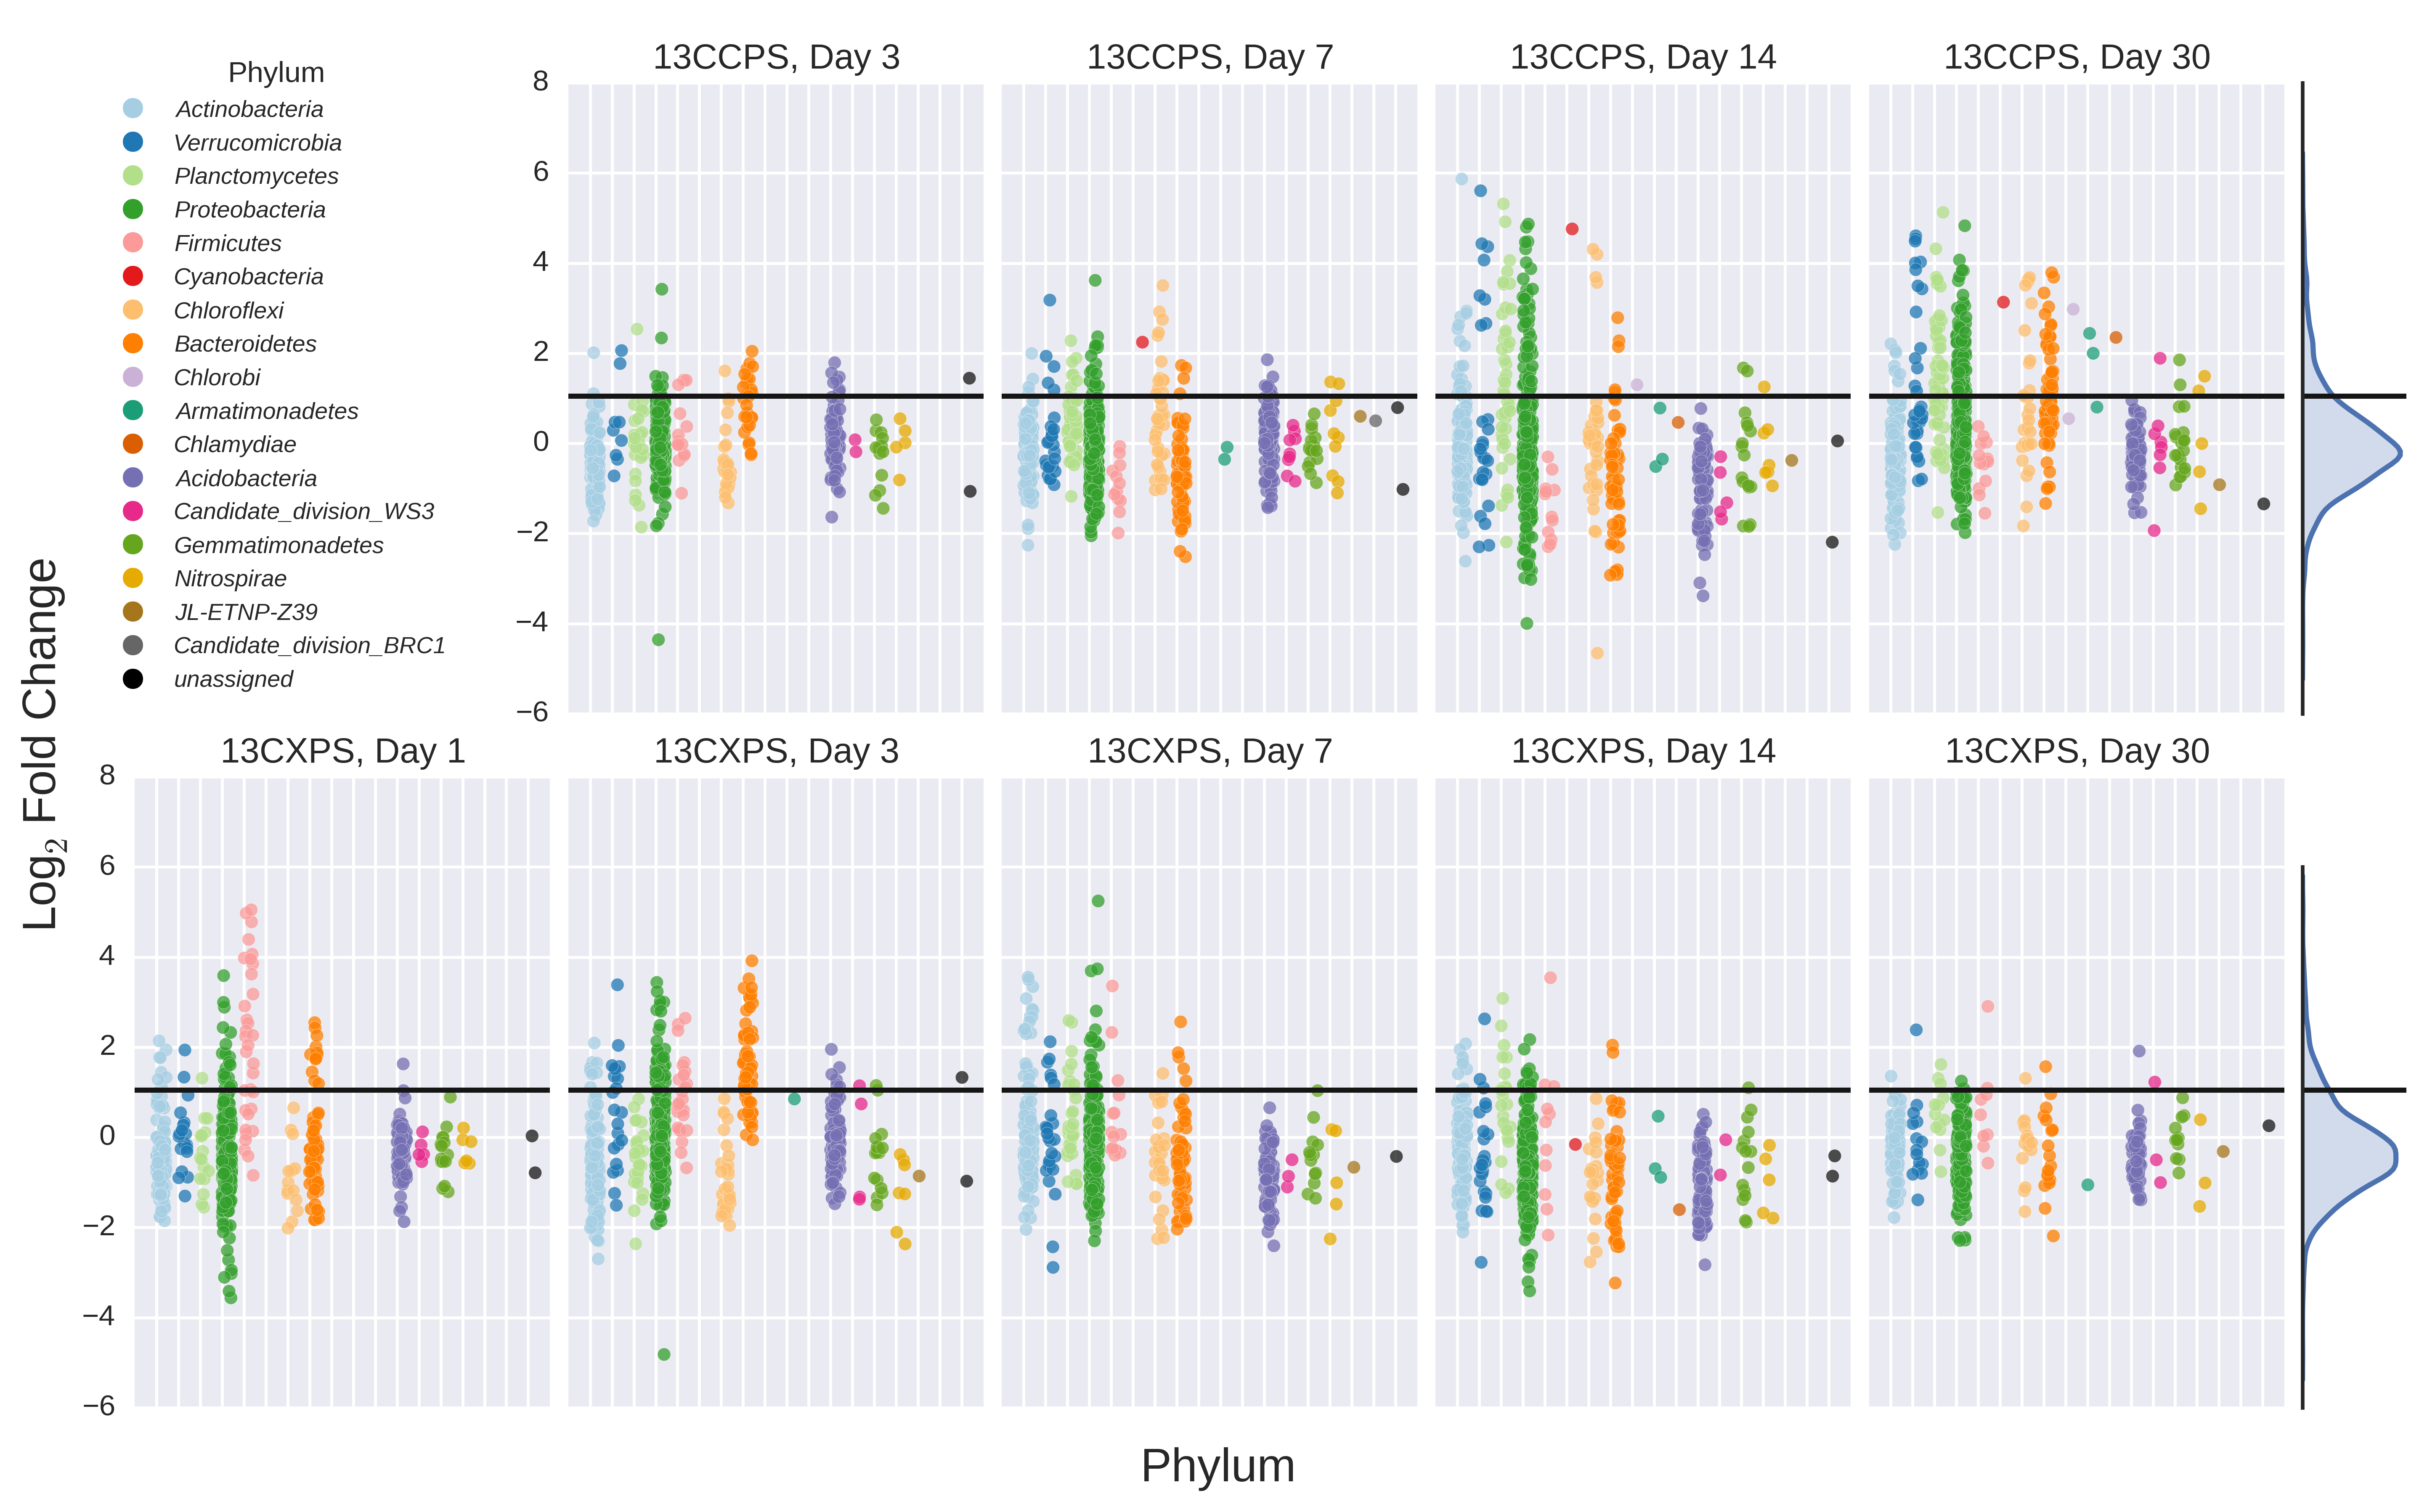 13CCPS, Day 3
13CCPS, Day 7
13CCPS, Day 14
13CCPS, Day 30
Phylum
Actinobacteria
Verrucomicrobia
Planctomycetes
Proteobacteria
Firmicutes
Cyanobacteria
Chloroflexi
Bacteroidetes
Chlorobi
Armatimonadetes
Chlamydiae
Acidobacteria
Candidate_division_WS3
Gemmatimonadetes
Nitrospirae
JL-ETNP-Z39
Candidate_division_BRC1
unassigned
8
6
4
2
0
−2
−4
−6
Log2 Fold Change
13CXPS, Day 1
13CXPS, Day 3
13CXPS, Day 7
13CXPS, Day 14
13CXPS, Day 30
8
6
4
2
0
−2
−4
−6
Phylum